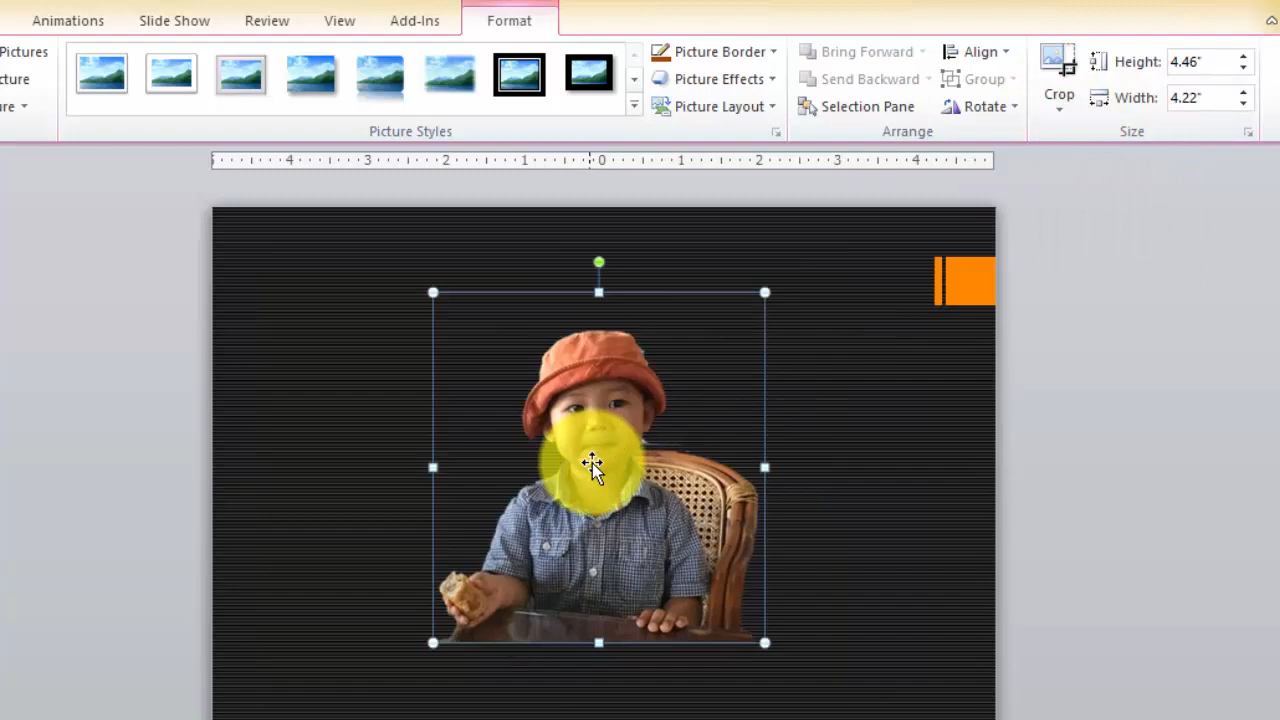 Animations Slide Show Review View Add-Ins Format
Pictures Picture Border Bring Forward Align Height: 4.46"
cture Picture Effects Send Backward Group
re Picture Layout Selection Pane Rotate Crop Width: 4.22"
Picture Styles Arrange Size
4 3 2 1 0 1 2 3 4